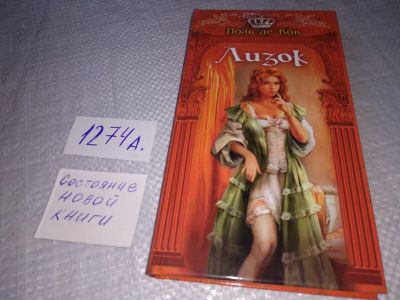 Поль де Кок
Лизок
1274А.
Состояние
новой
книги